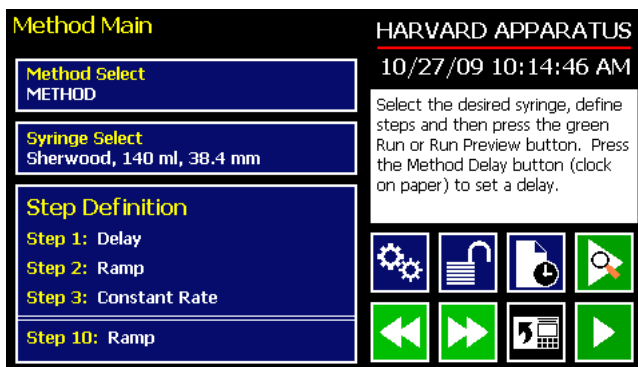 Method Main
Method Select
METHOD
Syringe Select
Sherwood, 140 ml, 38.4 mm
Step Definition
Step 1: Delay
Step 2: Ramp
Step 3: Constant Rate
Step 10: Ramp
HARVARD APPARATUS
10/27/09 10:14:46 AM
Select the desired syringe, define
steps and then press the green
Run or Run Preview button. Press
the Method Delay button (clock
on paper) to set a delay.